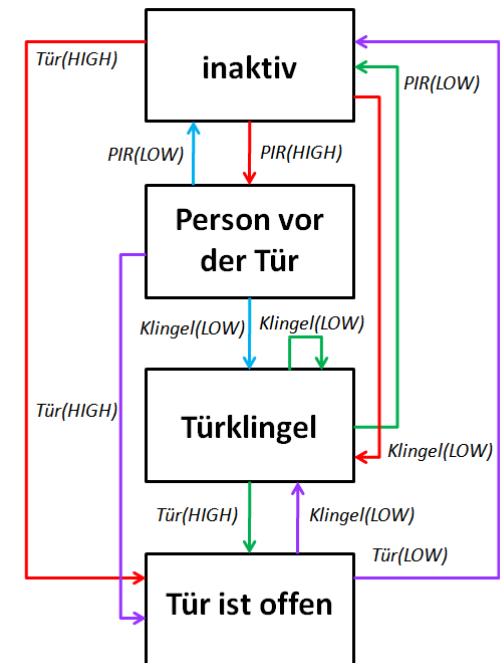 Tür(HIGH)
inaktiv
PIR(LOW)
PIR(LOW)
PIR(HIGH)
Person vor
der Tür
Klingel(LOW)
Klingel(LOW)
Tür(HIGH)
Türklingel
Klingel(LOW)
Tür(HIGH)
Klingel(LOW)
Tür(LOW)
Tür ist offen